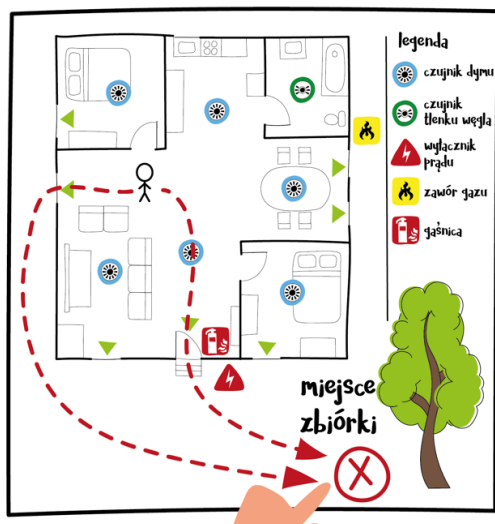 legenda
czujnik dymu
czujnik
tlenku węgla
wyłącznik
prądu
zawór gazu
gaśnica
miejsce
zbiórki
X